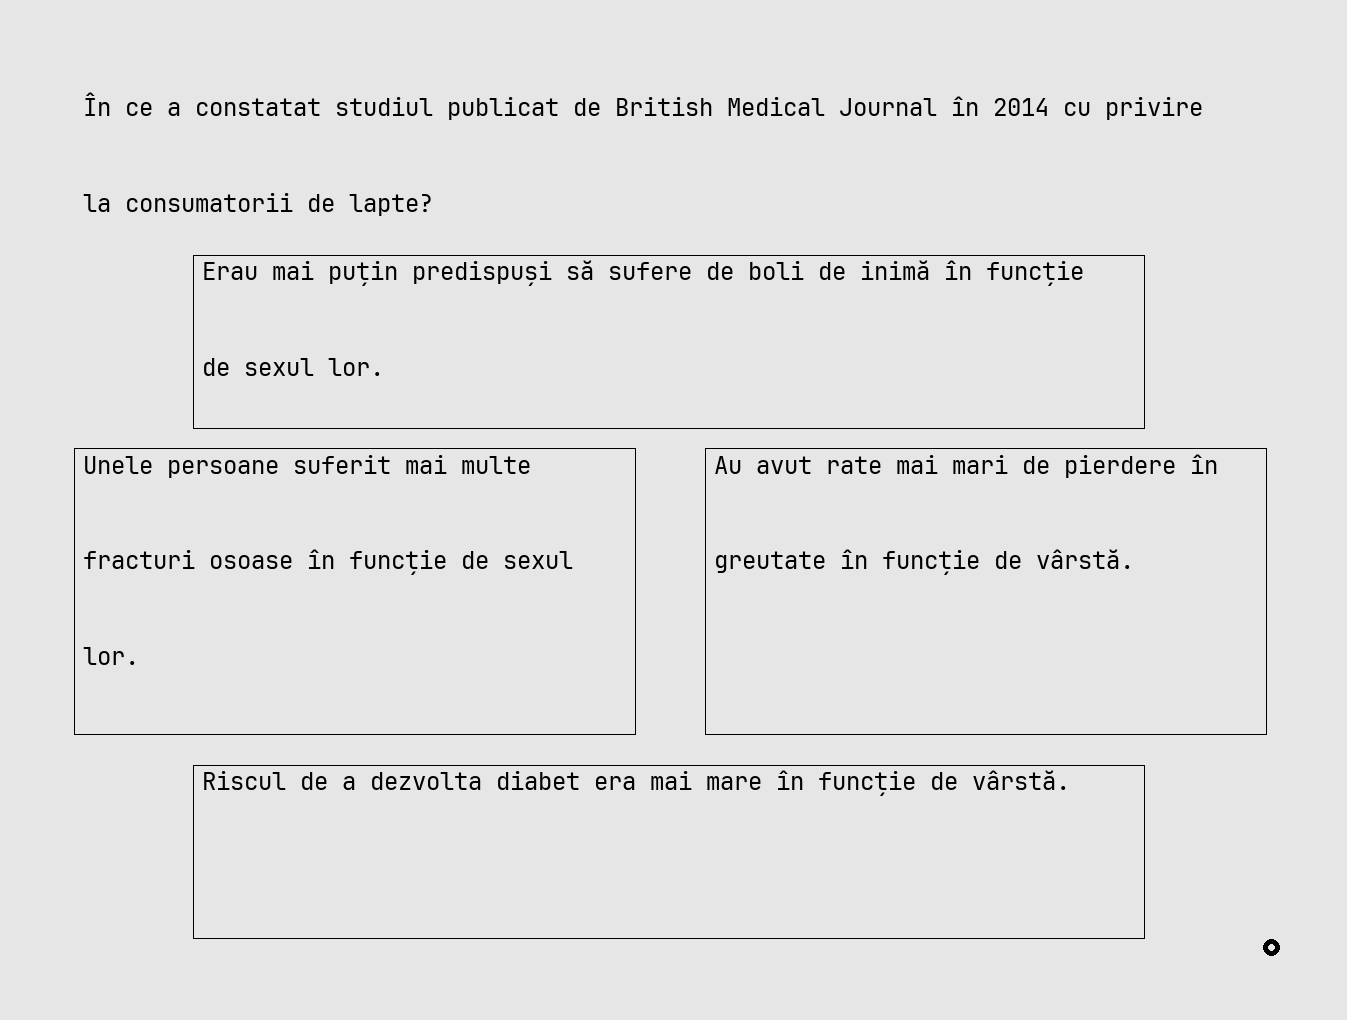 În ce a constatat studiul publicat de British Medical Journal în 2014 cu privire
la consumatorii de lapte?
Erau mai puțin predispuși să sufere de boli de inimă în funcție
de sexul lor.
Unele persoane suferit mai multe
fracturi osoase în funcție de sexul
lor.
Au avut rate mai mari de pierdere în
greutate în funcție de vârstă.
Riscul de a dezvolta diabet era mai mare în funcție de vârstă.